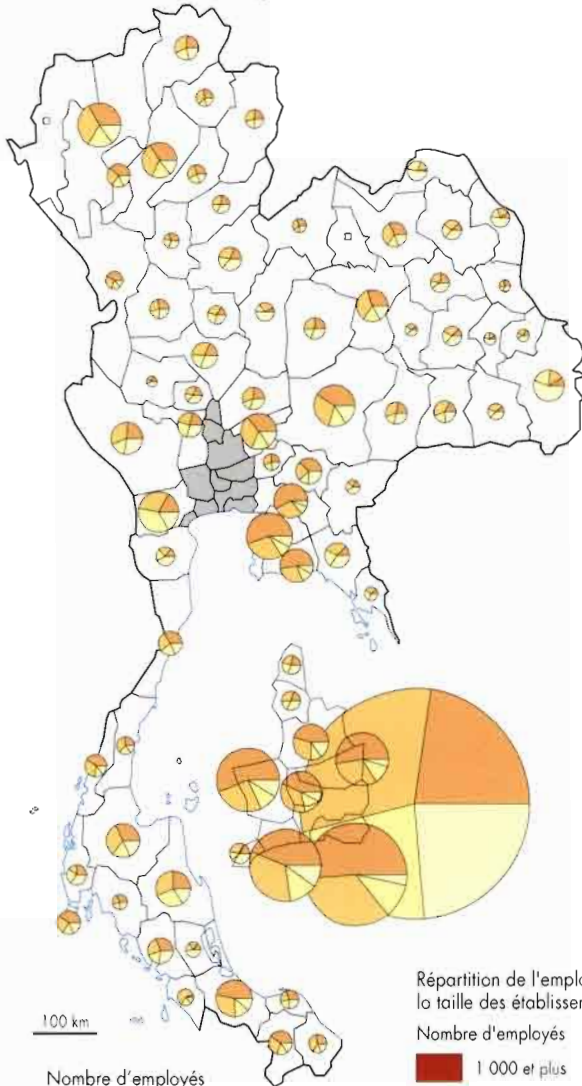 100 km
Nombre d'employés
Répartition de l'emplo
la taille des établisser
Nombre d'employés
1 000 et plus